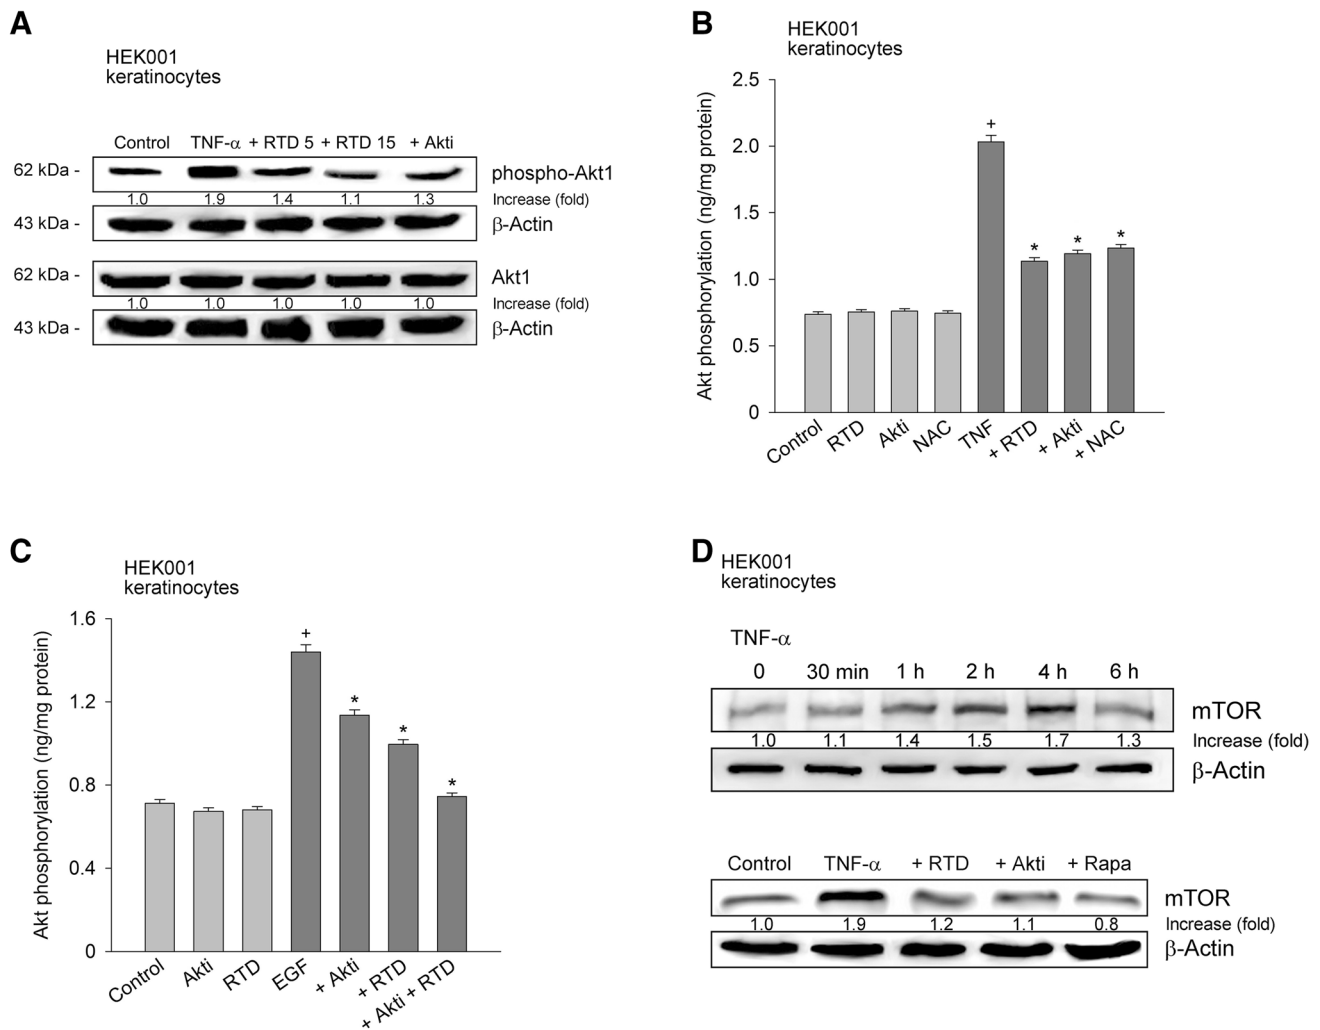 A
HEK001
keratinocytes
Control TNF-α + RTD 5 + RTD 15 + Akti
62 kDa - phospho-Akt1
1.0 1.9 1.4 1.1 1.3 Increase (fold)
43 kDa - β-Actin
62 kDa - Akt1
1.0 1.0 1.0 1.0 1.0 Increase (fold)
43 kDa - β-Actin
B
HEK001
keratinocytes
Akt phosphorylation (ng/mg protein)
2.5
2.0
1.5
1.0
0.5
0
+
* * *
Control RTD Akti NAC TNF + RTD + Akti + NAC
C
HEK001
keratinocytes
Akt phosphorylation (ng/mg protein)
1.6
1.2
0.8
0.4
0
+
*
*
*
Control Akti RTD EGF + Akti + RTD + Akti + RTD
D
HEK001
keratinocytes
TNF-α
0 30 min 1 h 2 h 4 h 6 h
mTOR
1.0 1.1 1.4 1.5 1.7 1.3 Increase (fold)
β-Actin
Control TNF-α + RTD + Akti + Rapa
mTOR
1.0 1.9 1.2 1.1 0.8 Increase (fold)
β-Actin